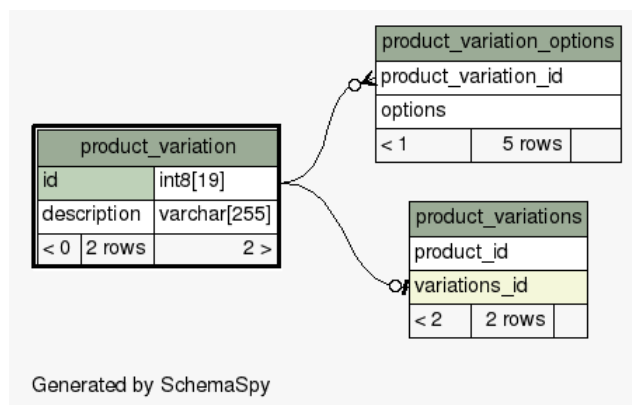 product_variation_options
product_variation_id
options
< 1 5 rows
product_variation
id int8[19]
description varchar[255]
< 0 2 rows 2 >
product_variations
product_id
variations_id
< 2 2 rows
Generated by SchemaSpy